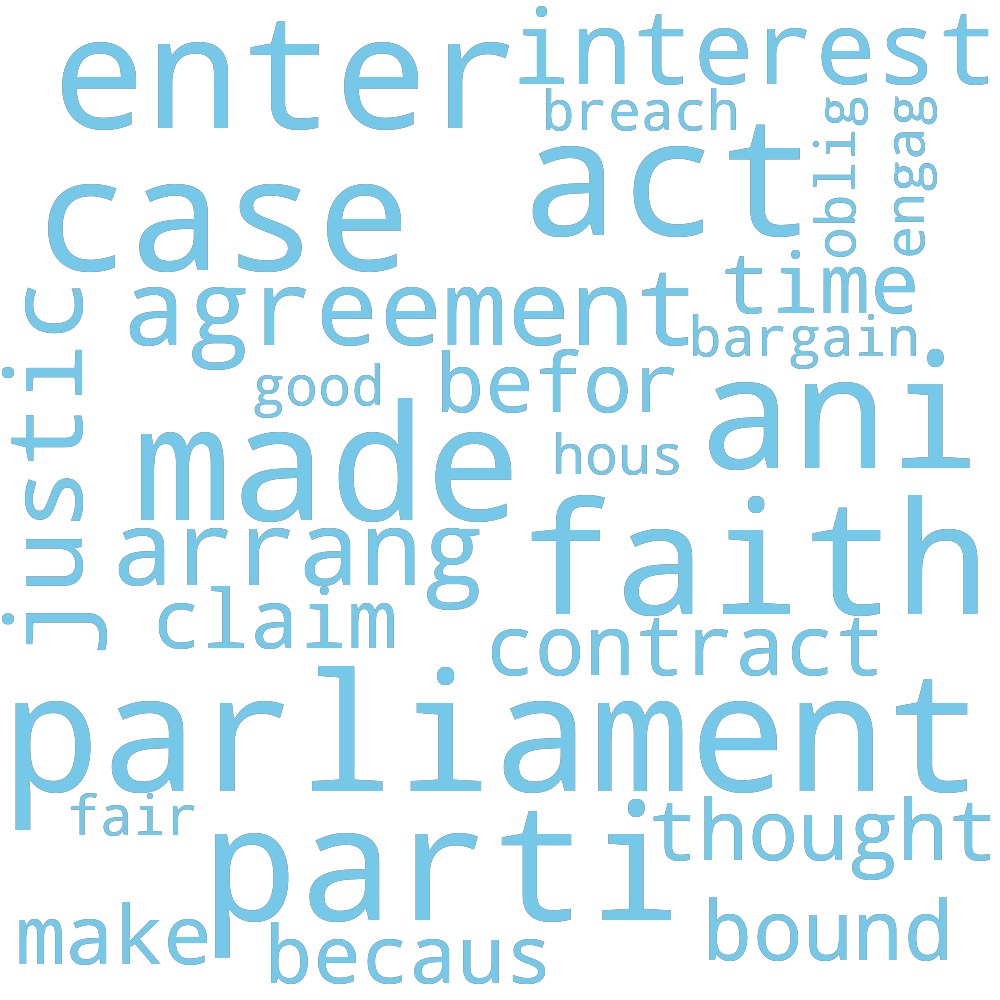 enter
interest
breach
act
case
oblig
engag
time
agreement
bargain
justic
good
befor
ani
made
hous
faith
arrang
claim
contract
parliament
fair
parti
thought
make
becaus
bound